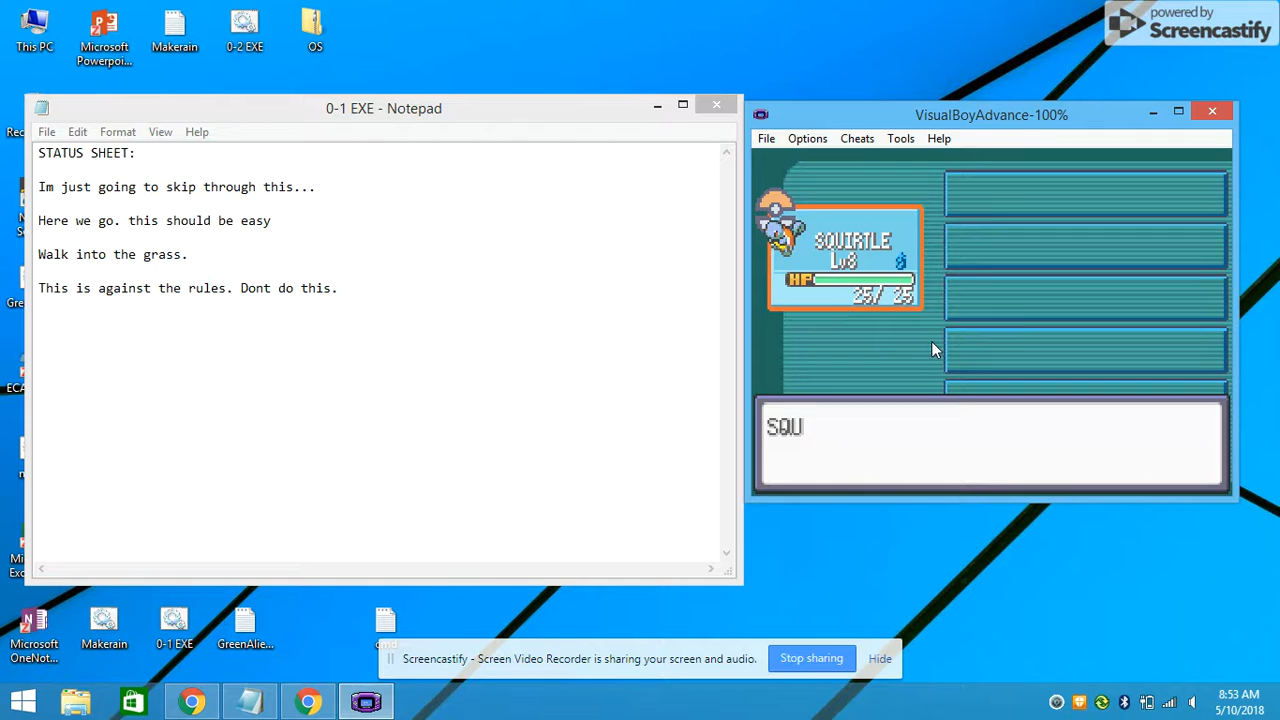 powered by
Screencastify
This PC
Microsoft
Powerpoi...
Makerain
0-2 EXE
OS
0-1 EXE - Notepad
File Edit Format View Help
STATUS SHEET:
Im just going to skip through this...
Here we go. this should be easy
Walk into the grass.
This is against the rules. Dont do this.
VisualBoyAdvance-100%
File Options Cheats Tools Help
SQUIRTLE
Lv8
HP
25/ 25
SQU
Microsoft
OneNot...
Makerain
0-1 EXE
GreenAlie...
Screencastify - Screen Video Recorder is sharing your screen and audio.
Stop sharing
Hide
8:53 AM
5/10/2018